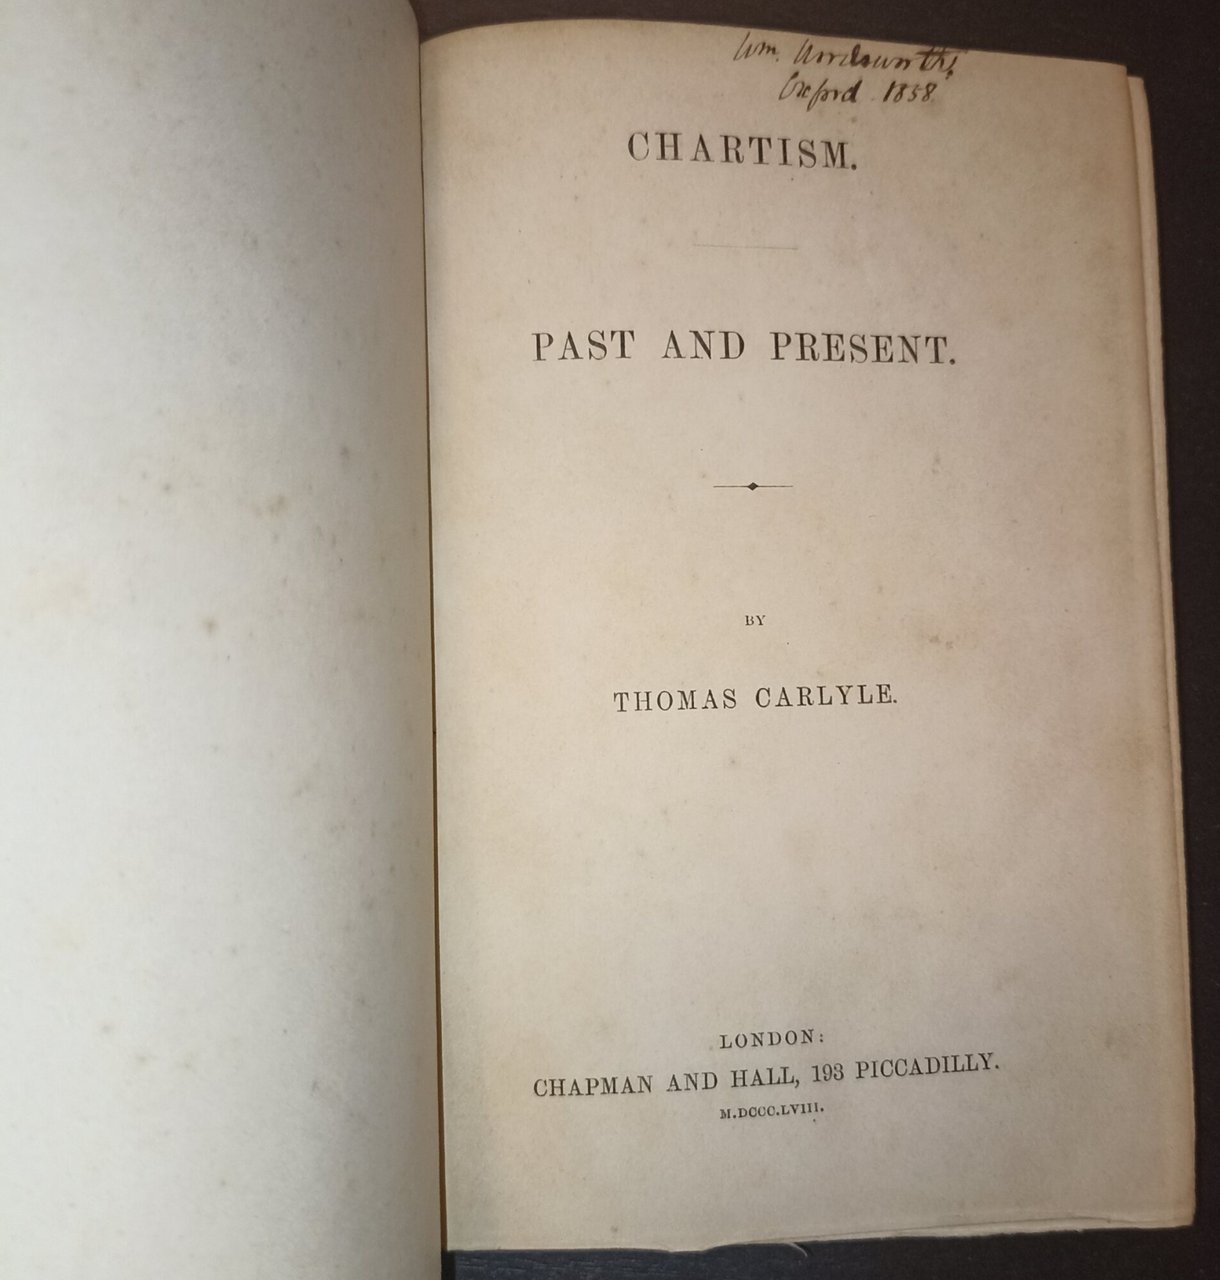 Wm. Wordsworth,
Oxford 1858
CHARTISM.
PAST AND PRESENT.
BY
THOMAS CARLYLE.
LONDON:
CHAPMAN AND HALL, 193 PICCADILLY.
M.DCCC.LVIII.